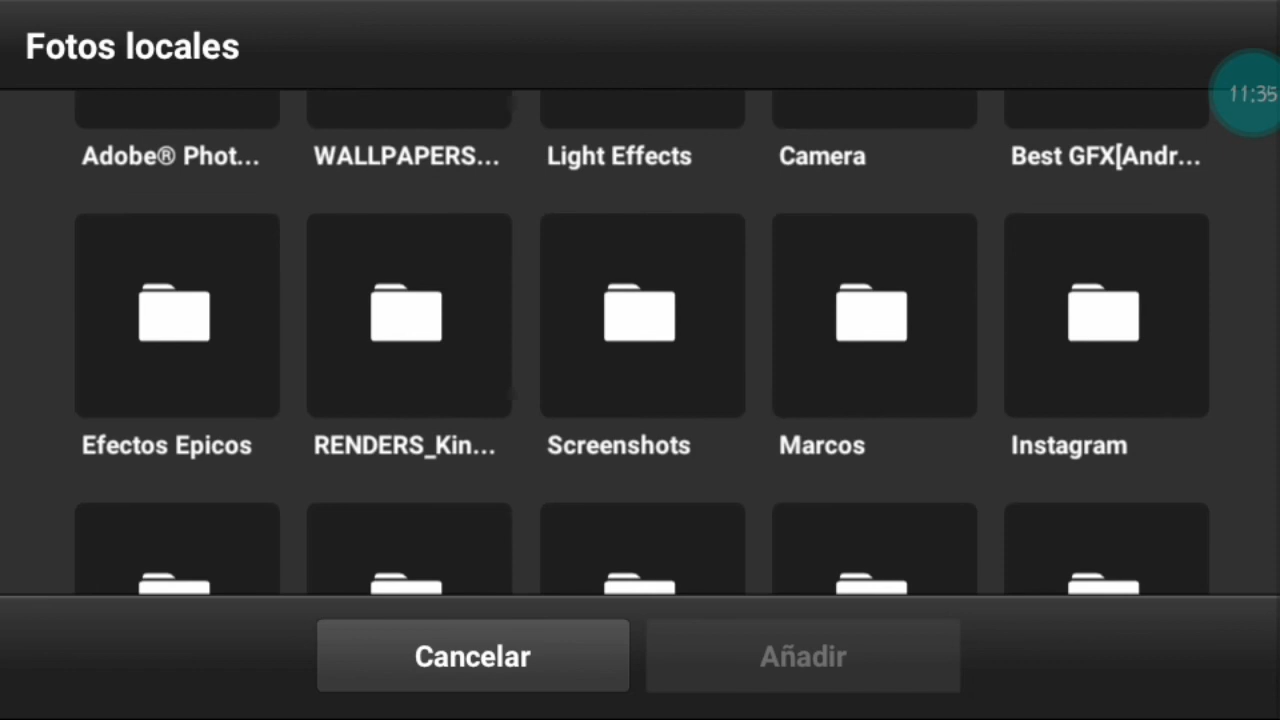 Fotos locales
11:35
Adobe® Phot...
WALLPAPERS...
Light Effects
Camera
Best GFX[Andr...
Efectos Epicos
RENDERS_Kin...
Screenshots
Marcos
Instagram
Cancelar
Añadir